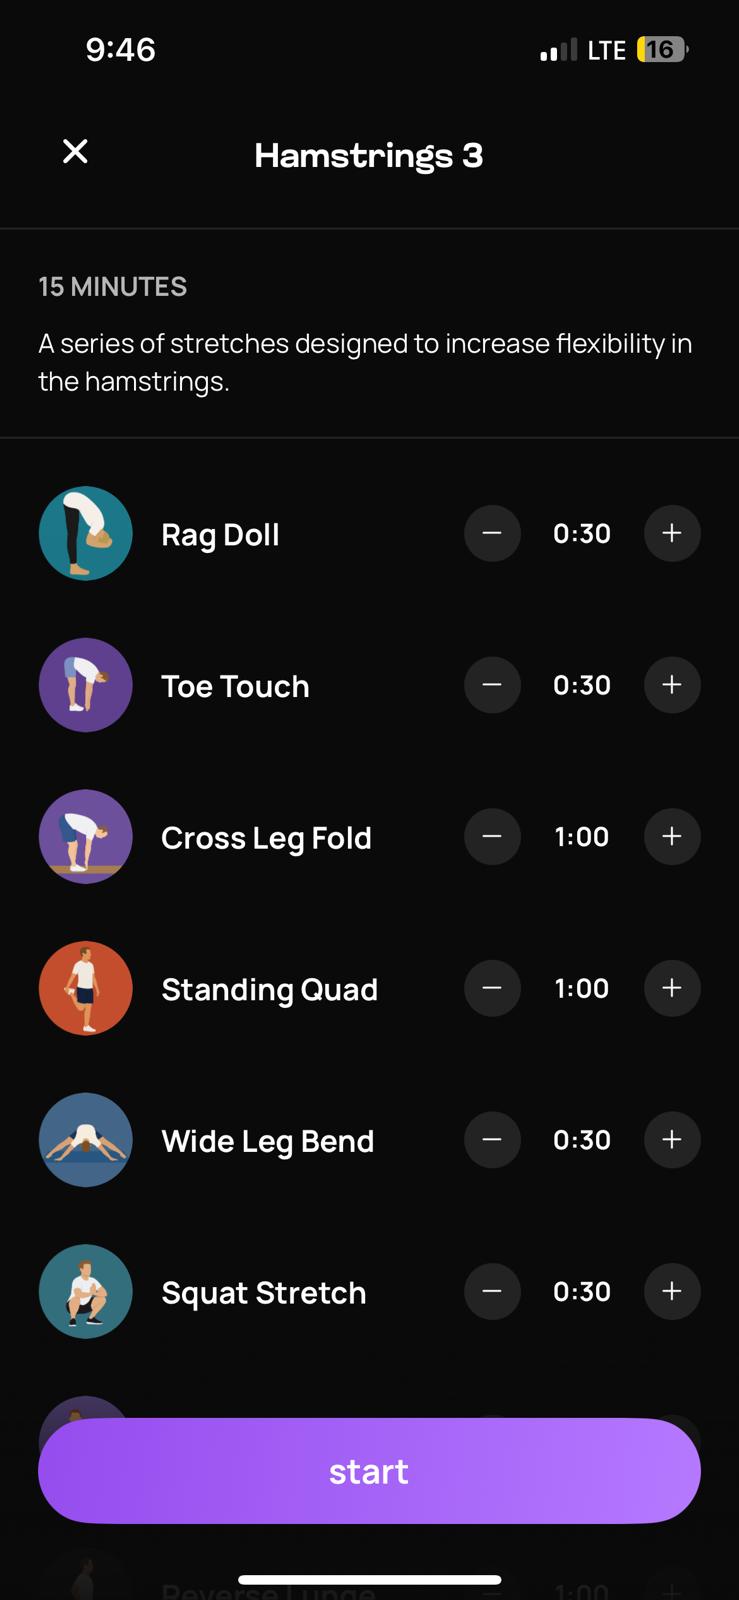 9:46 LTE 16
Hamstrings 3
15 MINUTES
A series of stretches designed to increase flexibility in
the hamstrings.
Rag Doll 0:30
Toe Touch 0:30
Cross Leg Fold 1:00
Standing Quad 1:00
Wide Leg Bend 0:30
Squat Stretch 0:30
start
Reverse Lunge 1:00